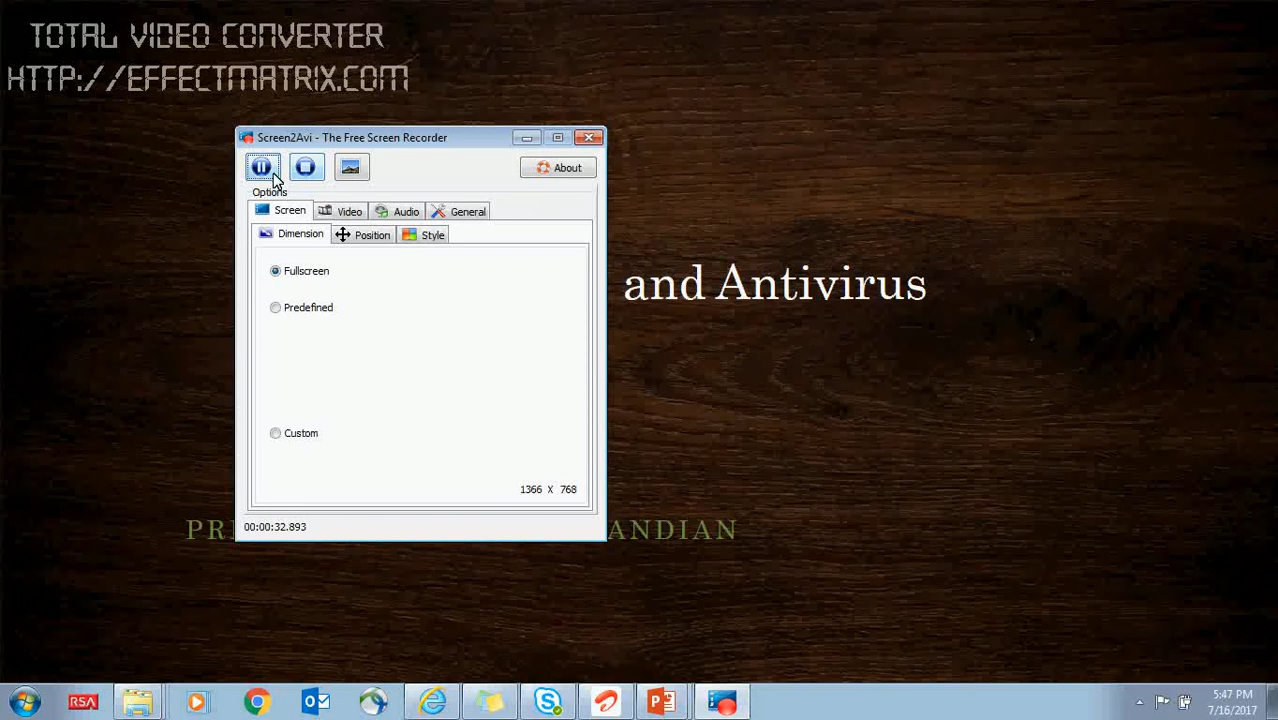 TOTAL VIDEO CONVERTER
HTTP://EFFECTMATRIX.COM
Screen2Avi - The Free Screen Recorder
About
Options
Screen Video Audio General
Dimension Position Style
Fullscreen
and Antivirus
Predefined
Custom
1366 X 768
00:00:32.893
PR ANDIAN
RSA
5:47 PM
7/16/2017